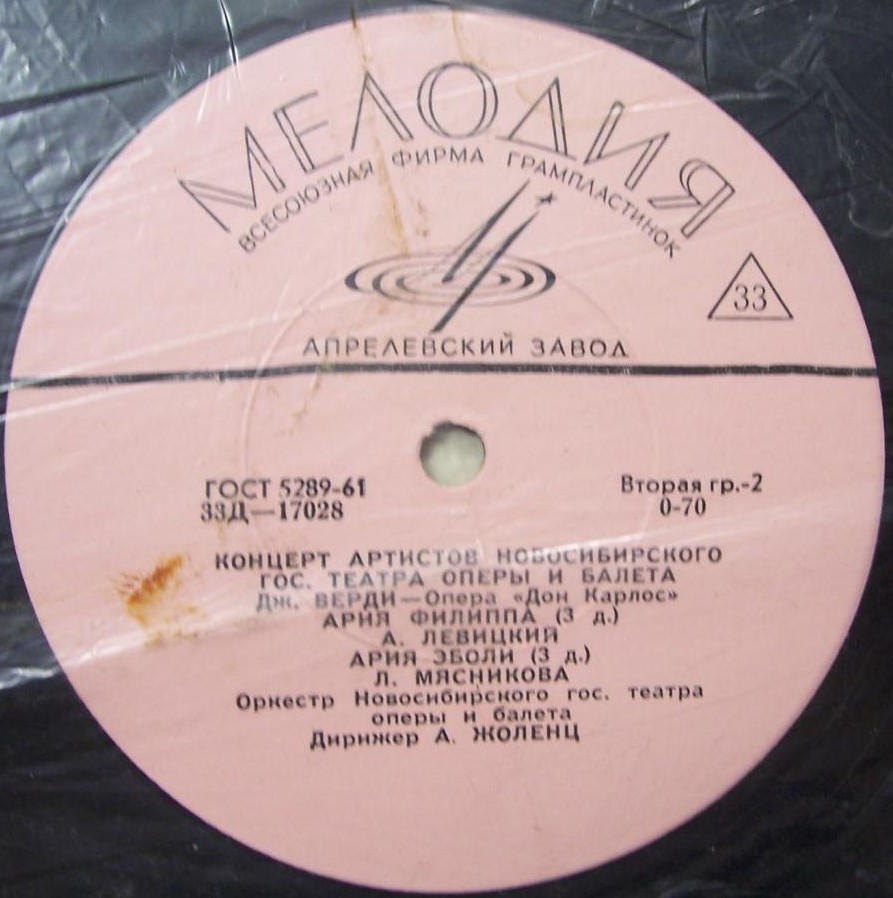 МЕЛОДИЯ
ВСЕСОЮЗНАЯ ФИРМА ГРАМПЛАСТИНОК
33
АПРЕЛЕВСКИЙ ЗАВОД
ГОСТ 5289-61 Вторая гр.-2
33Д—17028 0-70
КОНЦЕРТ АРТИСТОВ НОВОСИБИРСКОГО
ГОС. ТЕАТРА ОПЕРЫ И БАЛЕТА
Дж. ВЕРДИ—Опера «Дон Карлос»
АРИЯ ФИЛИППА (3 д.)
А. ЛЕВИЦКИЙ
АРИЯ ЭБОЛИ (3 д.)
Л. МЯСНИКОВА
Оркестр Новосибирского гос. театра
оперы и балета
Дирижер А. ЖОЛЕНЦ